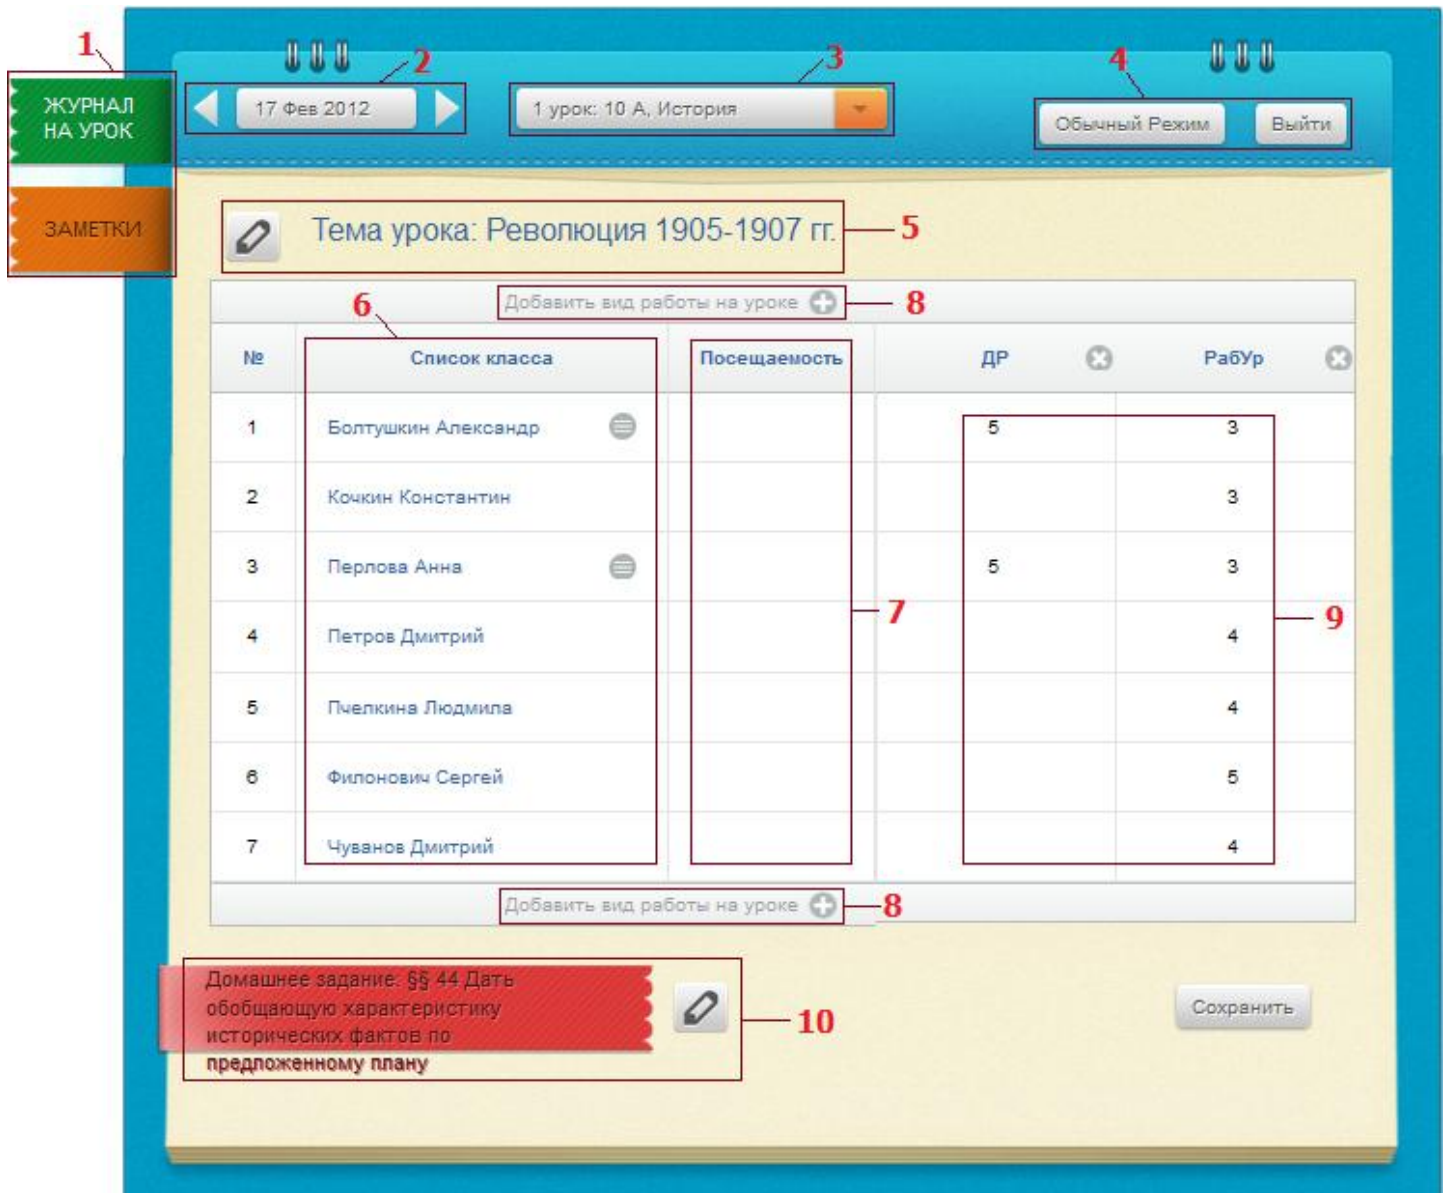 1
2
3
4
ЖУРНАЛ
НА УРОК
17 Фев 2012
1 урок: 10 А, История
Обычный Режим
Выйти
ЗАМЕТКИ
Тема урока: Революция 1905-1907 гг.
5
Добавить вид работы на уроке
8
6
№
Список класса
Посещаемость
ДР
РабУр
1 Болтушкин Александр 5 3
2 Кочкин Константин 3
3 Перлова Анна 5 3
7
9
4 Петров Дмитрий 4
5 Пчелкина Людмила 4
6 Филонович Сергей 5
7 Чуванов Дмитрий 4
Добавить вид работы на уроке
8
Домашнее задание: §§ 44 Дать
обобщающую характеристику
исторических фактов по
предложенному плану
10
Сохранить